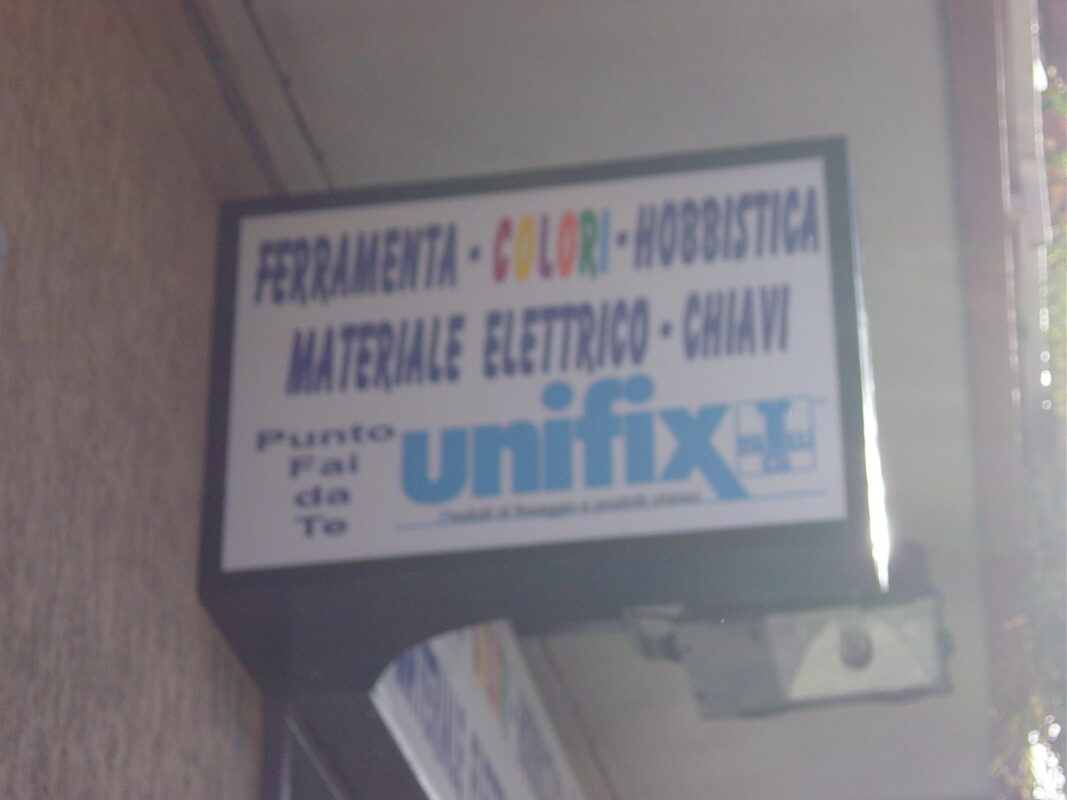 FERRAMENTA - COLORI - HOBBISTICA
MATERIALE ELETTRICO - CHIAVI
Punto
Fai
da
Te
unifix